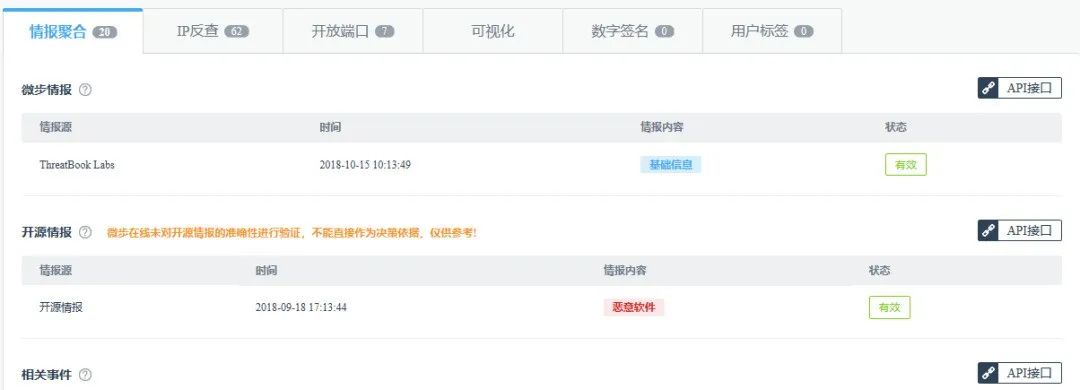 情报聚合 20 IP反查 62 开放端口 7 可视化 数字签名 0 用户标签 0
微步情报 ? API接口
情报源 时间 情报内容 状态
ThreatBook Labs 2018-10-15 10:13:49 基础信息 有效
开源情报 ? 微步在线未对开源情报的准确性进行验证，不能直接作为决策依据，仅供参考! API接口
情报源 时间 情报内容 状态
开源情报 2018-09-18 17:13:44 恶意软件 有效
相关事件 ? API接口